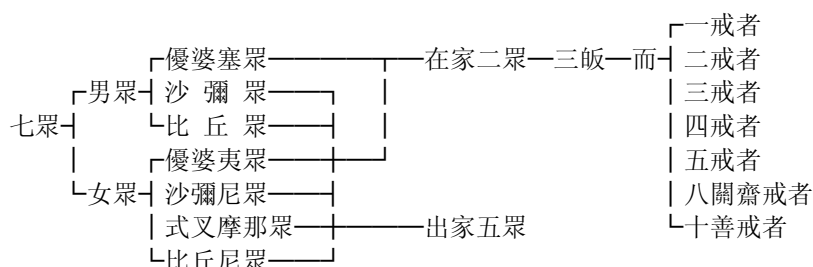 ┌一戒者
┌優婆塞眾──────┬──在家二眾─三皈─而┤二戒者
┌男眾┤沙 彌 眾───┐ │ │三戒者
七眾┤ └比 丘 眾───┤ │ │四戒者
│ ┌優婆夷眾───┼──┘ │五戒者
└女眾┤沙彌尼眾───┤ │八關齋戒者
│式叉摩那眾──┼─────出家五眾 └十善戒者
└比丘尼眾───┘